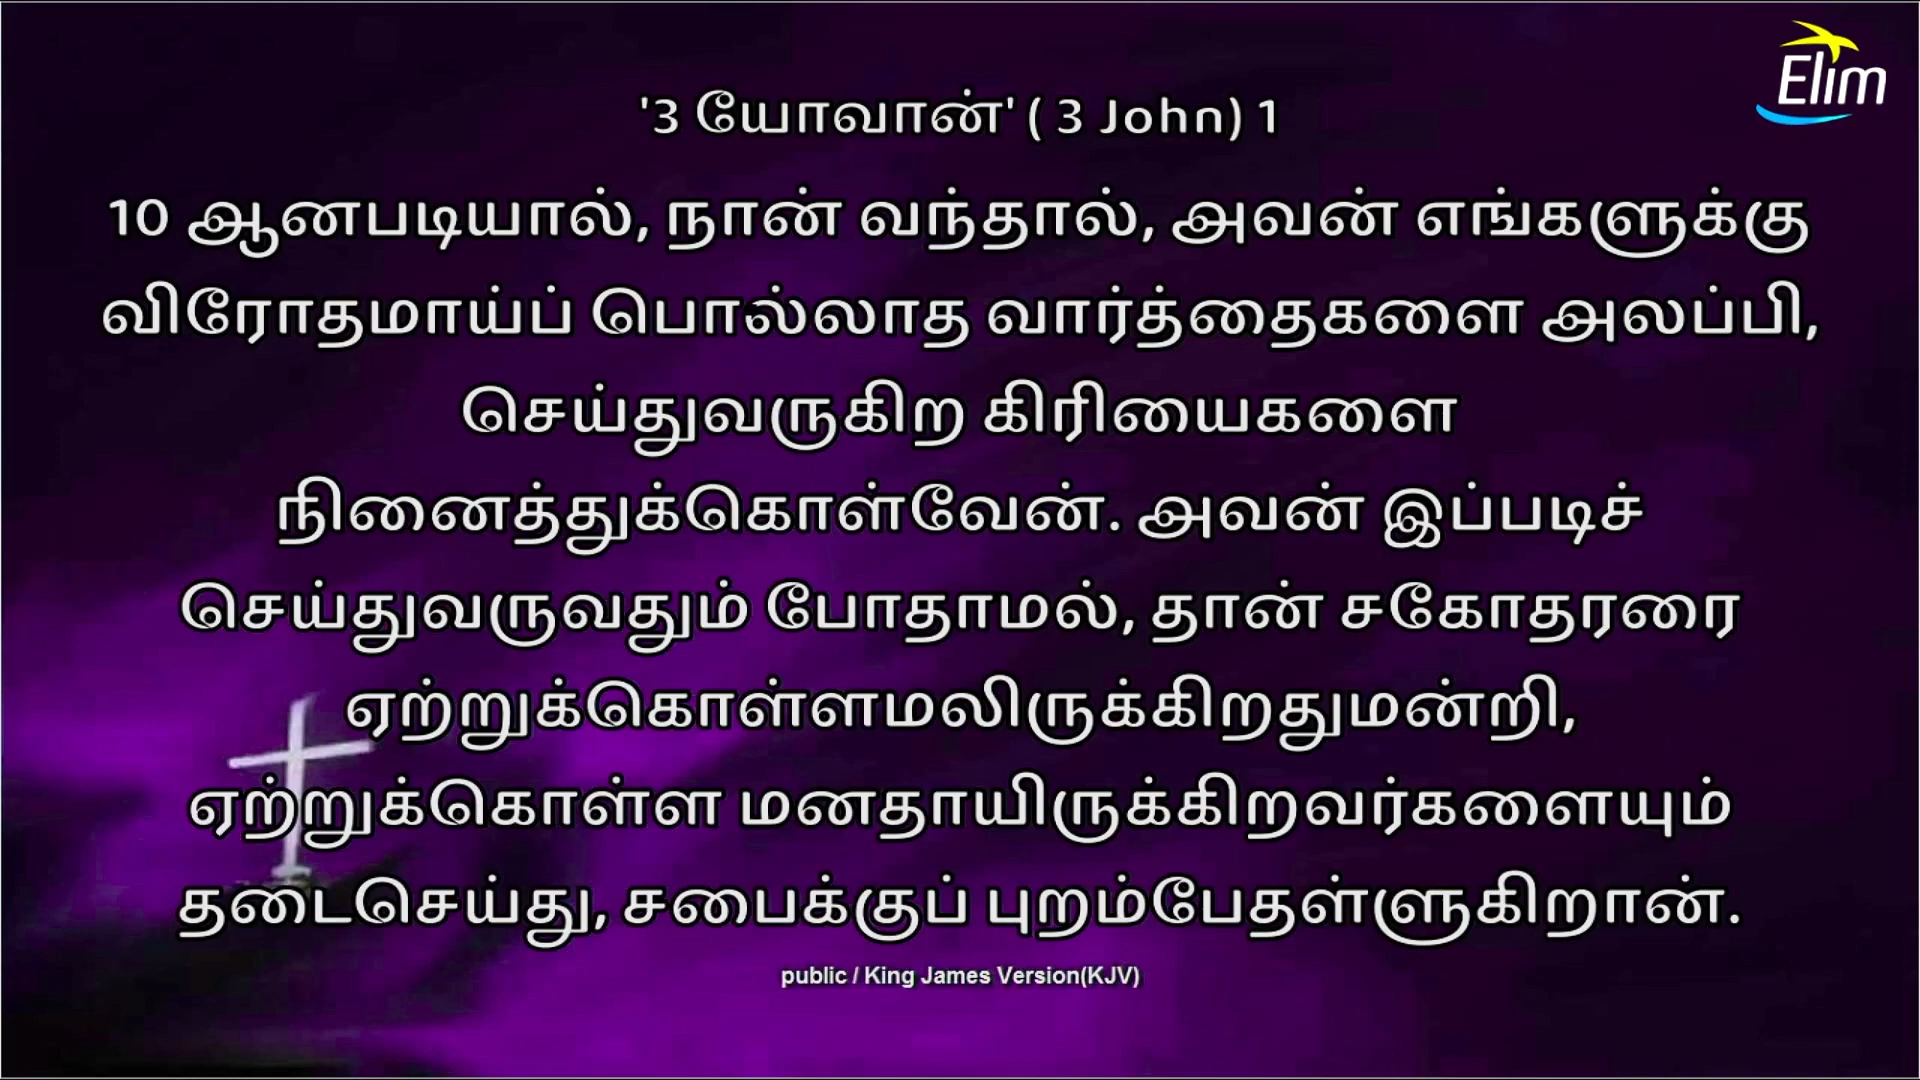 Elim
'3 யோவான்' ( 3 John) 1
10 ஆனபடியால், நான் வந்தால், அவன் எங்களுக்கு
விரோதமாய்ப் பொல்லாத வார்த்தைகளை அலப்பி,
செய்துவருகிற கிரியைகளை
நினைத்துக்கொள்வேன். அவன் இப்படிச்
செய்துவருவதும் போதாமல், தான் சகோதரரை
ஏற்றுக்கொள்ளமலிருக்கிறதுமன்றி,
ஏற்றுக்கொள்ள மனதாயிருக்கிறவர்களையும்
தடைசெய்து, சபைக்குப் புறம்பேதள்ளுகிறான்.
public / King James Version(KJV)